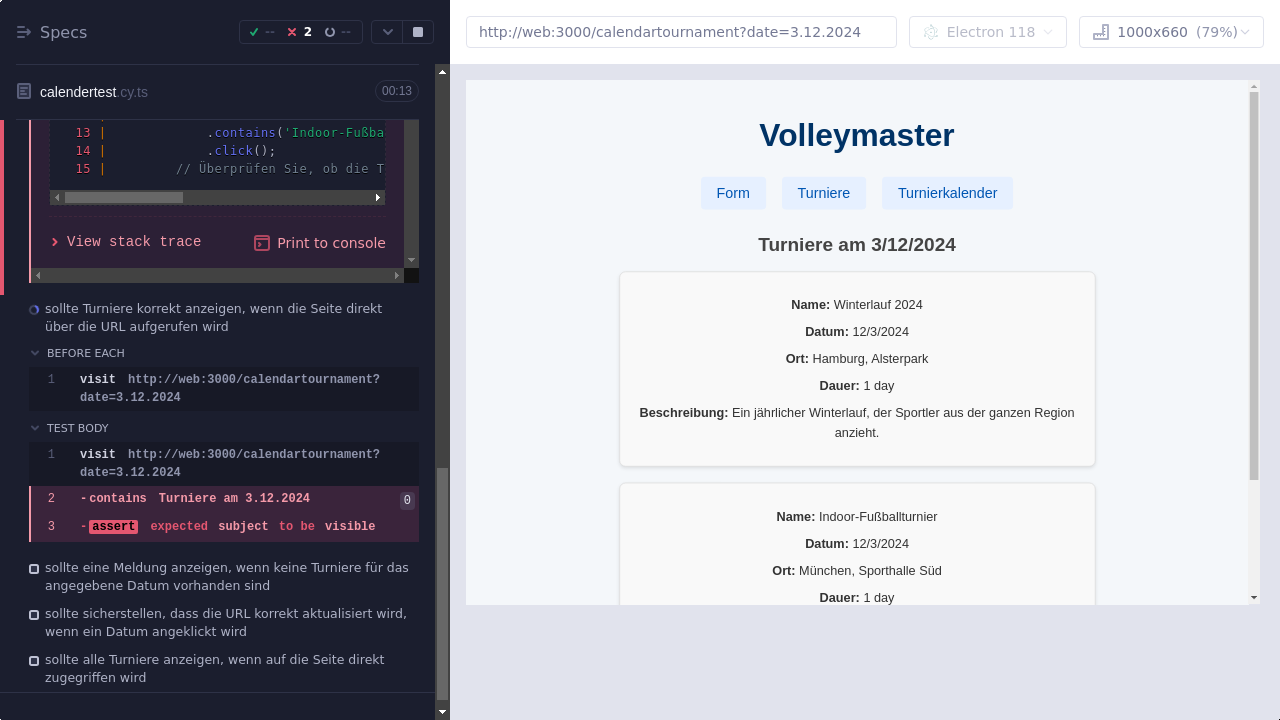 Specs
--
2
--
calendertest.cy.ts
00:13
13 | .contains('Indoor-Fußba
14 | .click();
15 | // Überprüfen Sie, ob die T
View stack trace
Print to console
sollte Turniere korrekt anzeigen, wenn die Seite direkt
über die URL aufgerufen wird
BEFORE EACH
1 visit http://web:3000/calendartournament?
date=3.12.2024
TEST BODY
1 visit http://web:3000/calendartournament?
date=3.12.2024
2 -contains Turniere am 3.12.2024 0
3 -assert expected subject to be visible
sollte eine Meldung anzeigen, wenn keine Turniere für das
angegebene Datum vorhanden sind
sollte sicherstellen, dass die URL korrekt aktualisiert wird,
wenn ein Datum angeklickt wird
sollte alle Turniere anzeigen, wenn auf die Seite direkt
zugegriffen wird
http://web:3000/calendartournament?date=3.12.2024
Electron 118
1000x660 (79%)
Volleymaster
Form
Turniere
Turnierkalender
Turniere am 3/12/2024
Name: Winterlauf 2024
Datum: 12/3/2024
Ort: Hamburg, Alsterpark
Dauer: 1 day
Beschreibung: Ein jährlicher Winterlauf, der Sportler aus der ganzen Region
anzieht.
Name: Indoor-Fußballturnier
Datum: 12/3/2024
Ort: München, Sporthalle Süd
Dauer: 1 day